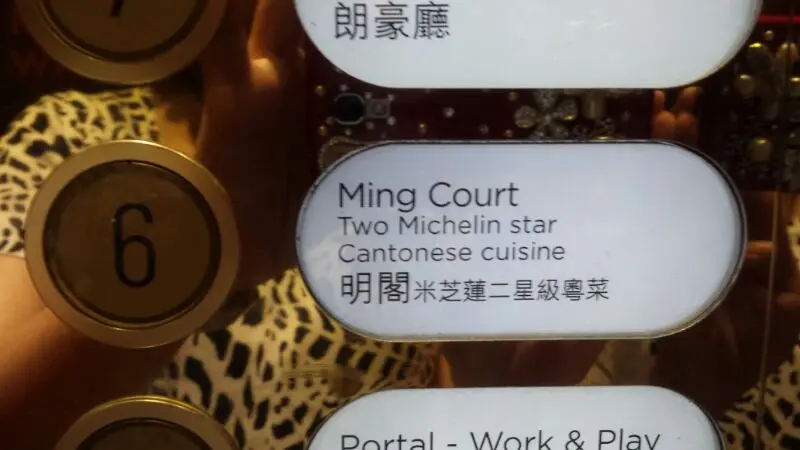 朗豪廳
6
Ming Court
Two Michelin star
Cantonese cuisine
明閣米芝蓮二星級粵菜
Portal - Work & Play